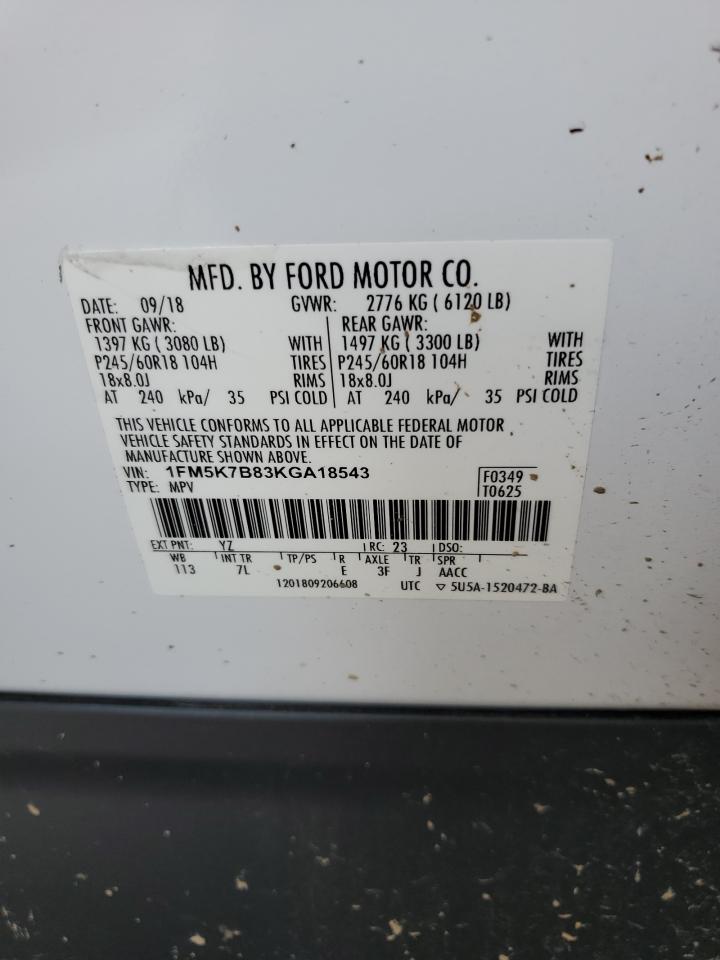 MFD. BY FORD MOTOR CO.
DATE: 09/18 GVWR: 2776 KG ( 6120 LB)
FRONT GAWR: REAR GAWR:
1397 KG ( 3080 LB) WITH 1497 KG ( 3300 LB) WITH
P245/60R18 104H TIRES P245/60R18 104H TIRES
18x8.0J RIMS 18x8.0J RIMS
AT 240 kPa/ 35 PSI COLD AT 240 kPa/ 35 PSI COLD
THIS VEHICLE CONFORMS TO ALL APPLICABLE FEDERAL MOTOR
VEHICLE SAFETY STANDARDS IN EFFECT ON THE DATE OF
MANUFACTURE SHOWN ABOVE.
VIN: 1FM5K7B83KGA18543 F0349
TYPE: MPV T0625
EXT PNT: YZ RC: 23 DSO:
WB INT TR TP/PS R AXLE TR SPR
113 7L E 3F J AACC
1201809206608 UTC ▽ 5U5A-1520472-BA